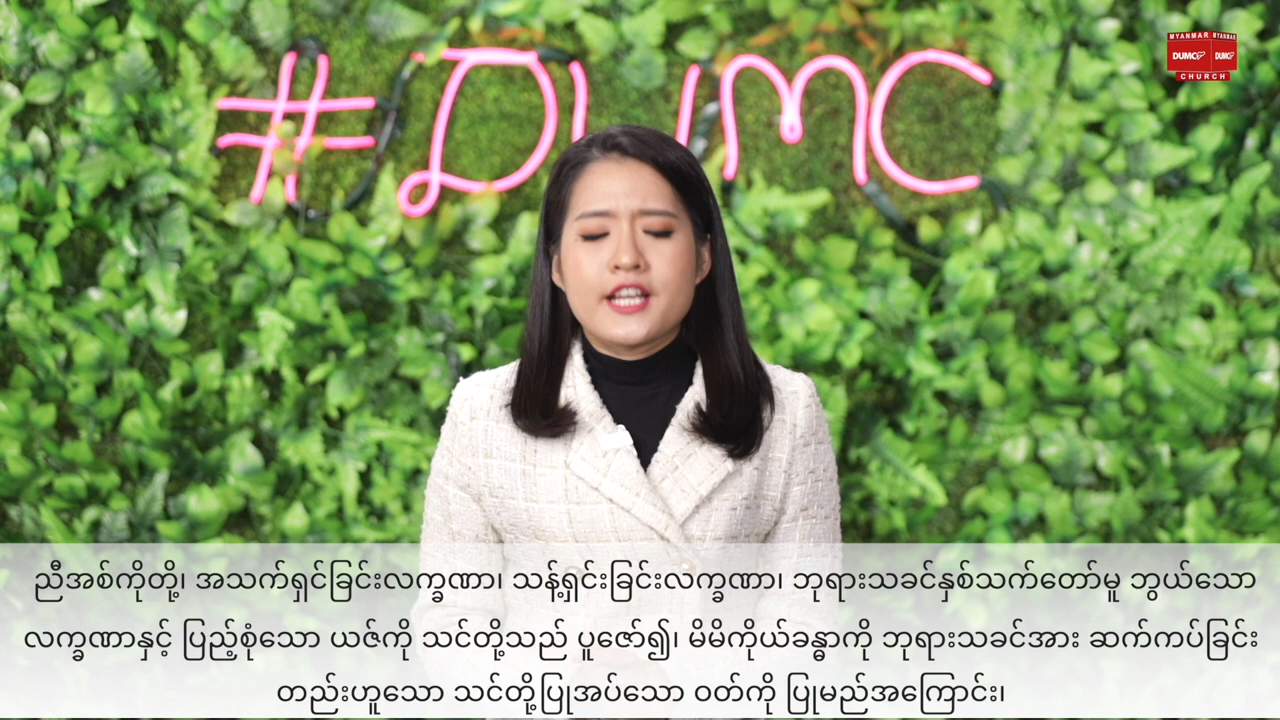 #DUMC
MYANMAR MYANMAR
DUMC DUMC
CHURCH
ညီအစ်ကိုတို့၊ အသက်ရှင်ခြင်းလက္ခဏာ၊ သန့်ရှင်းခြင်းလက္ခဏာ၊ ဘုရားသခင်နှစ်သက်တော်မူ ဘွယ်သော
လက္ခဏာနှင့် ပြည့်စုံသော ယဇ်ကို သင်တို့သည် ပူဇော်၍၊ မိမိကိုယ်ခန္ဓာကို ဘုရားသခင်အား ဆက်ကပ်ခြင်း
တည်းဟူသော သင်တို့ပြုအပ်သော ဝတ်ကို ပြုမည်အကြောင်း၊